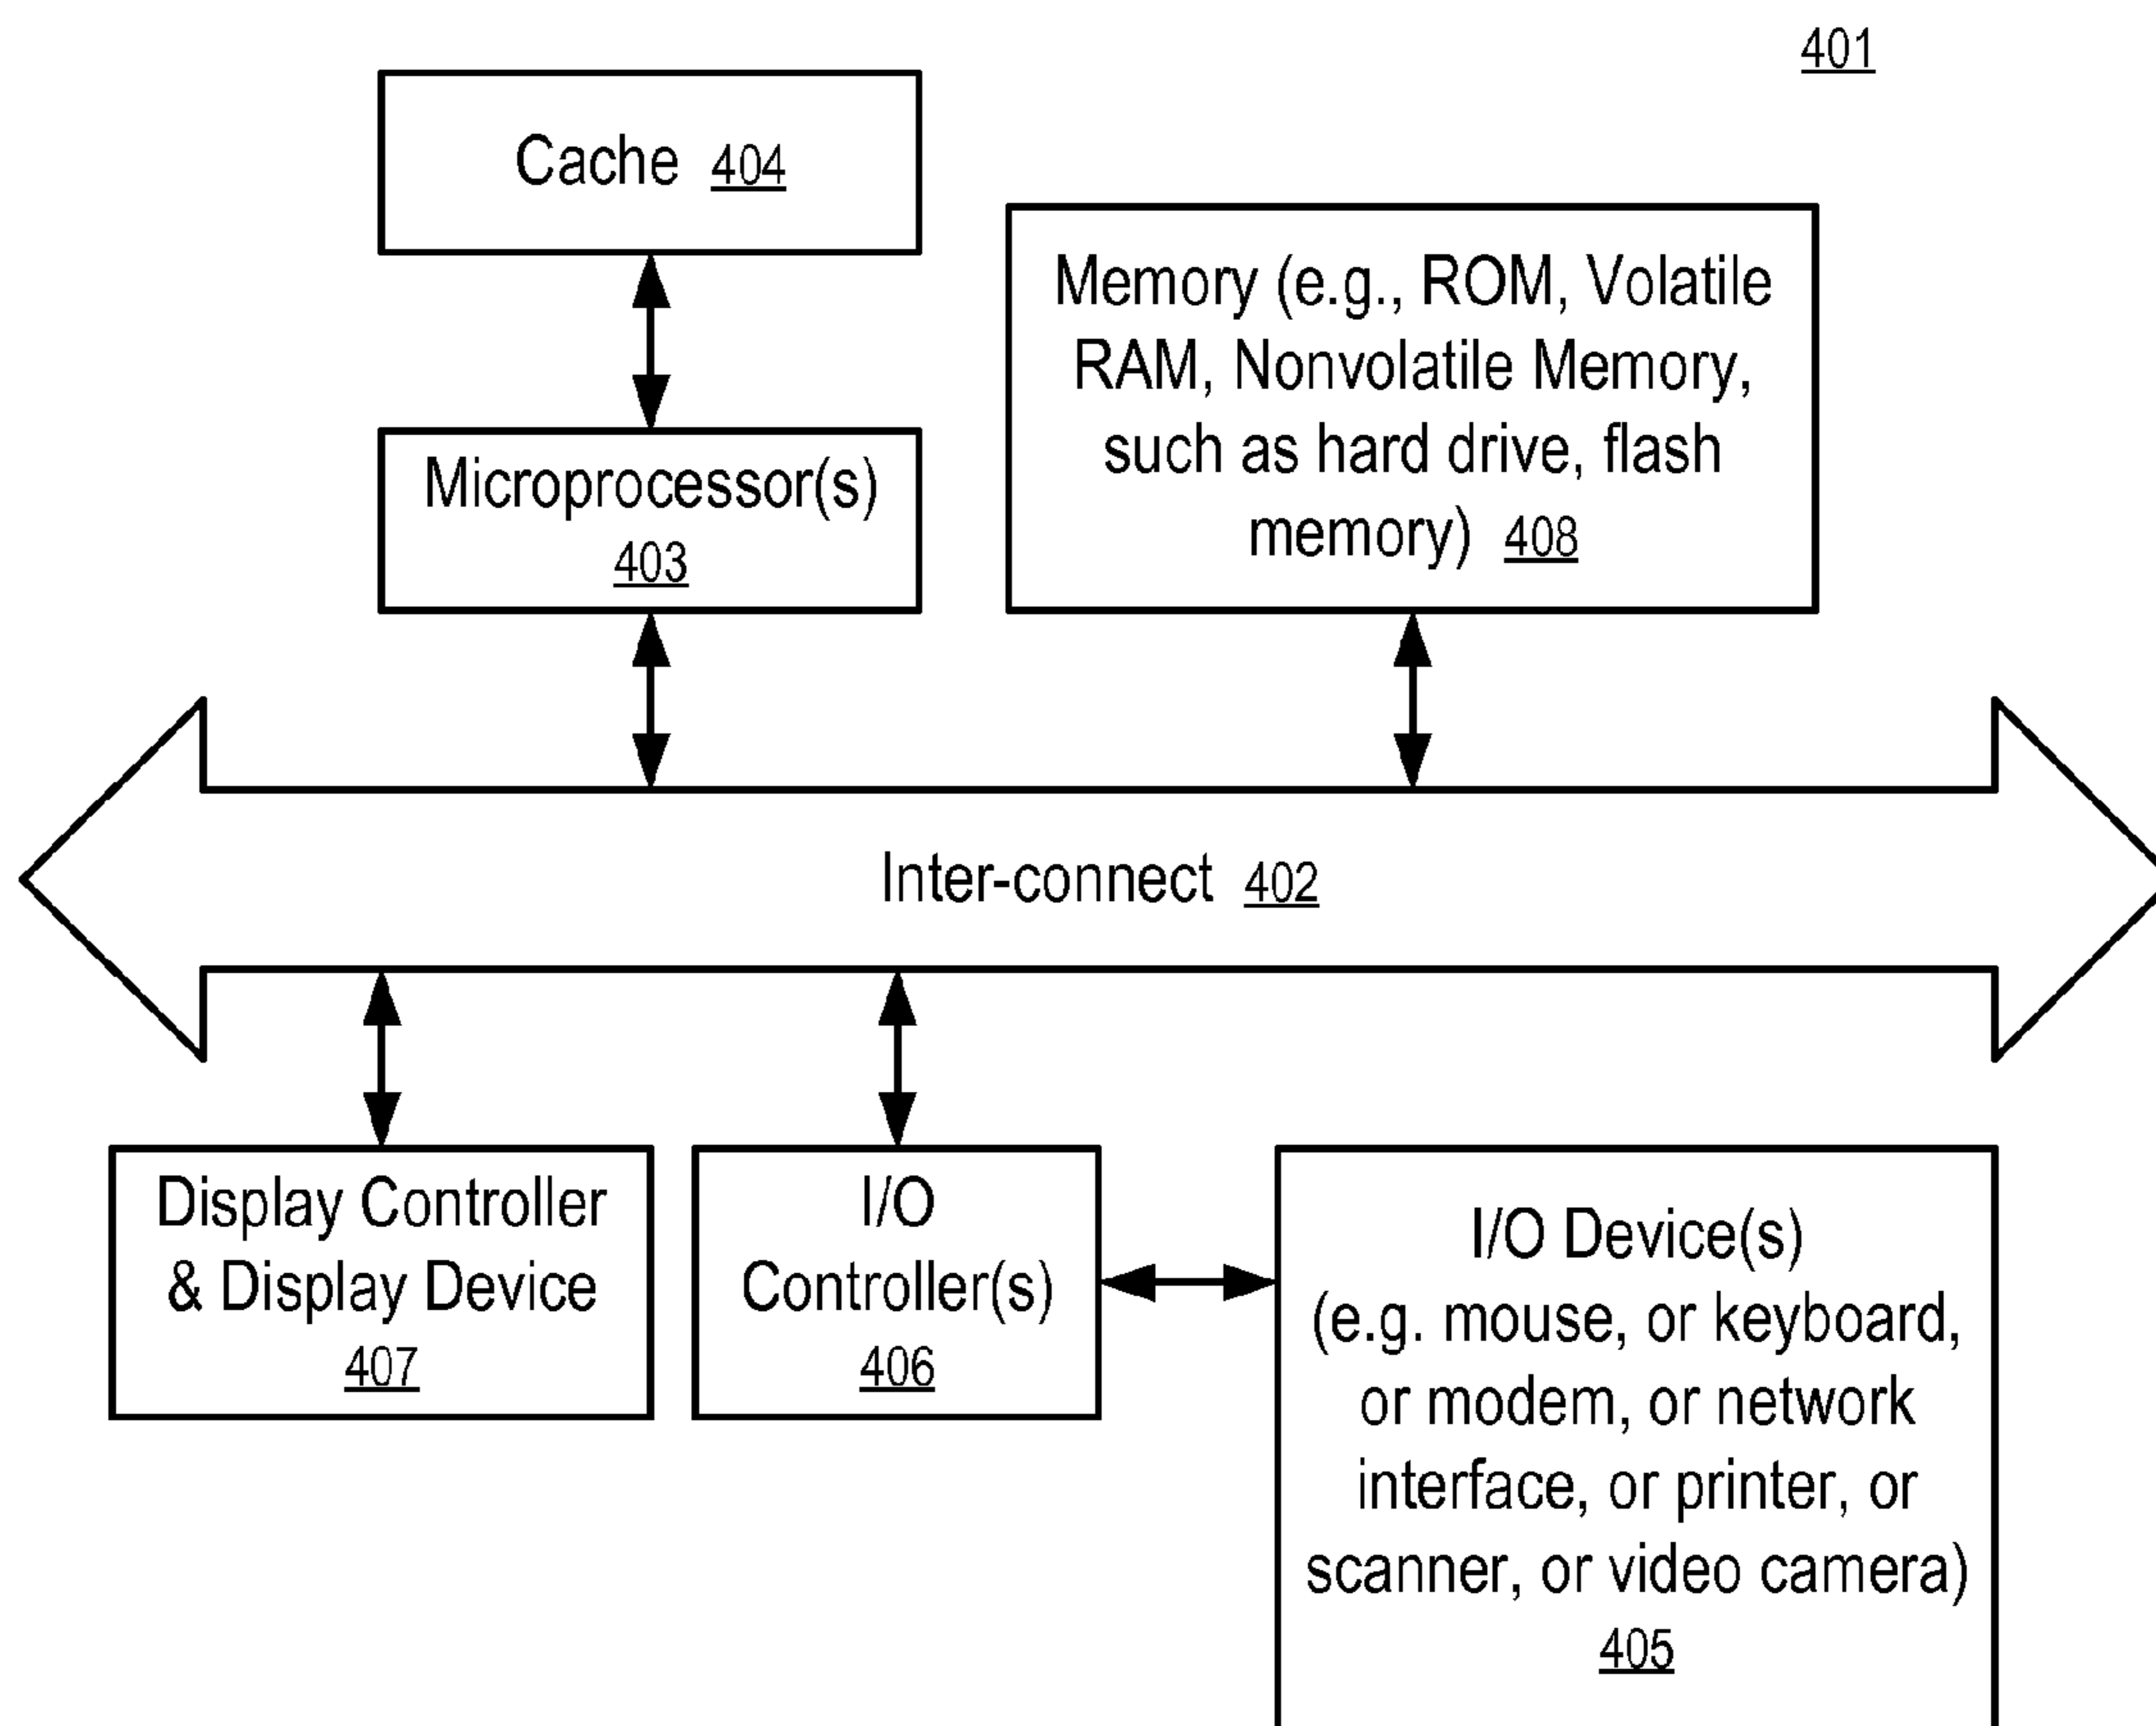 401
Cache 404
Memory (e.g., ROM, Volatile
RAM, Nonvolatile Memory,
such as hard drive, flash
memory) 408
Microprocessor(s)
403
Inter-connect 402
Display Controller
& Display Device
407
I/O
Controller(s)
406
I/O Device(s)
(e.g. mouse, or keyboard,
or modem, or network
interface, or printer, or
scanner, or video camera)
405